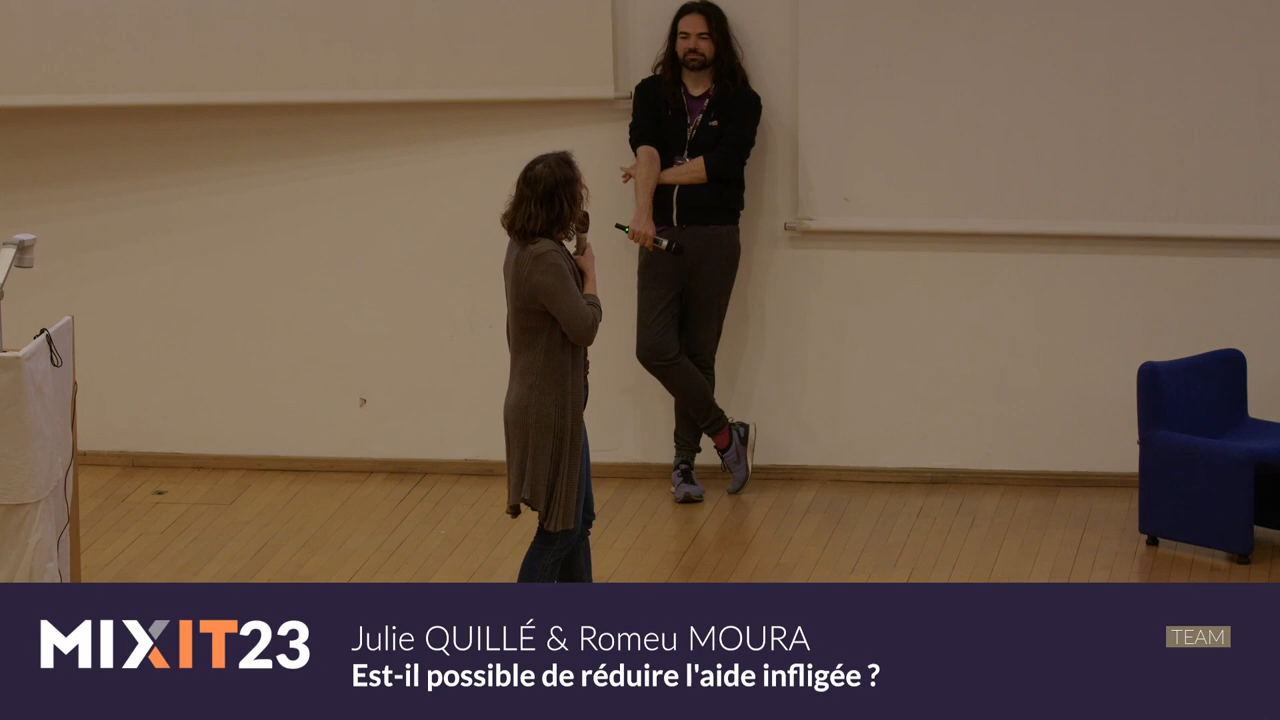 MIXIT23
Julie QUILLÉ & Romeu MOURA
TEAM
Est-il possible de réduire l'aide infligée ?